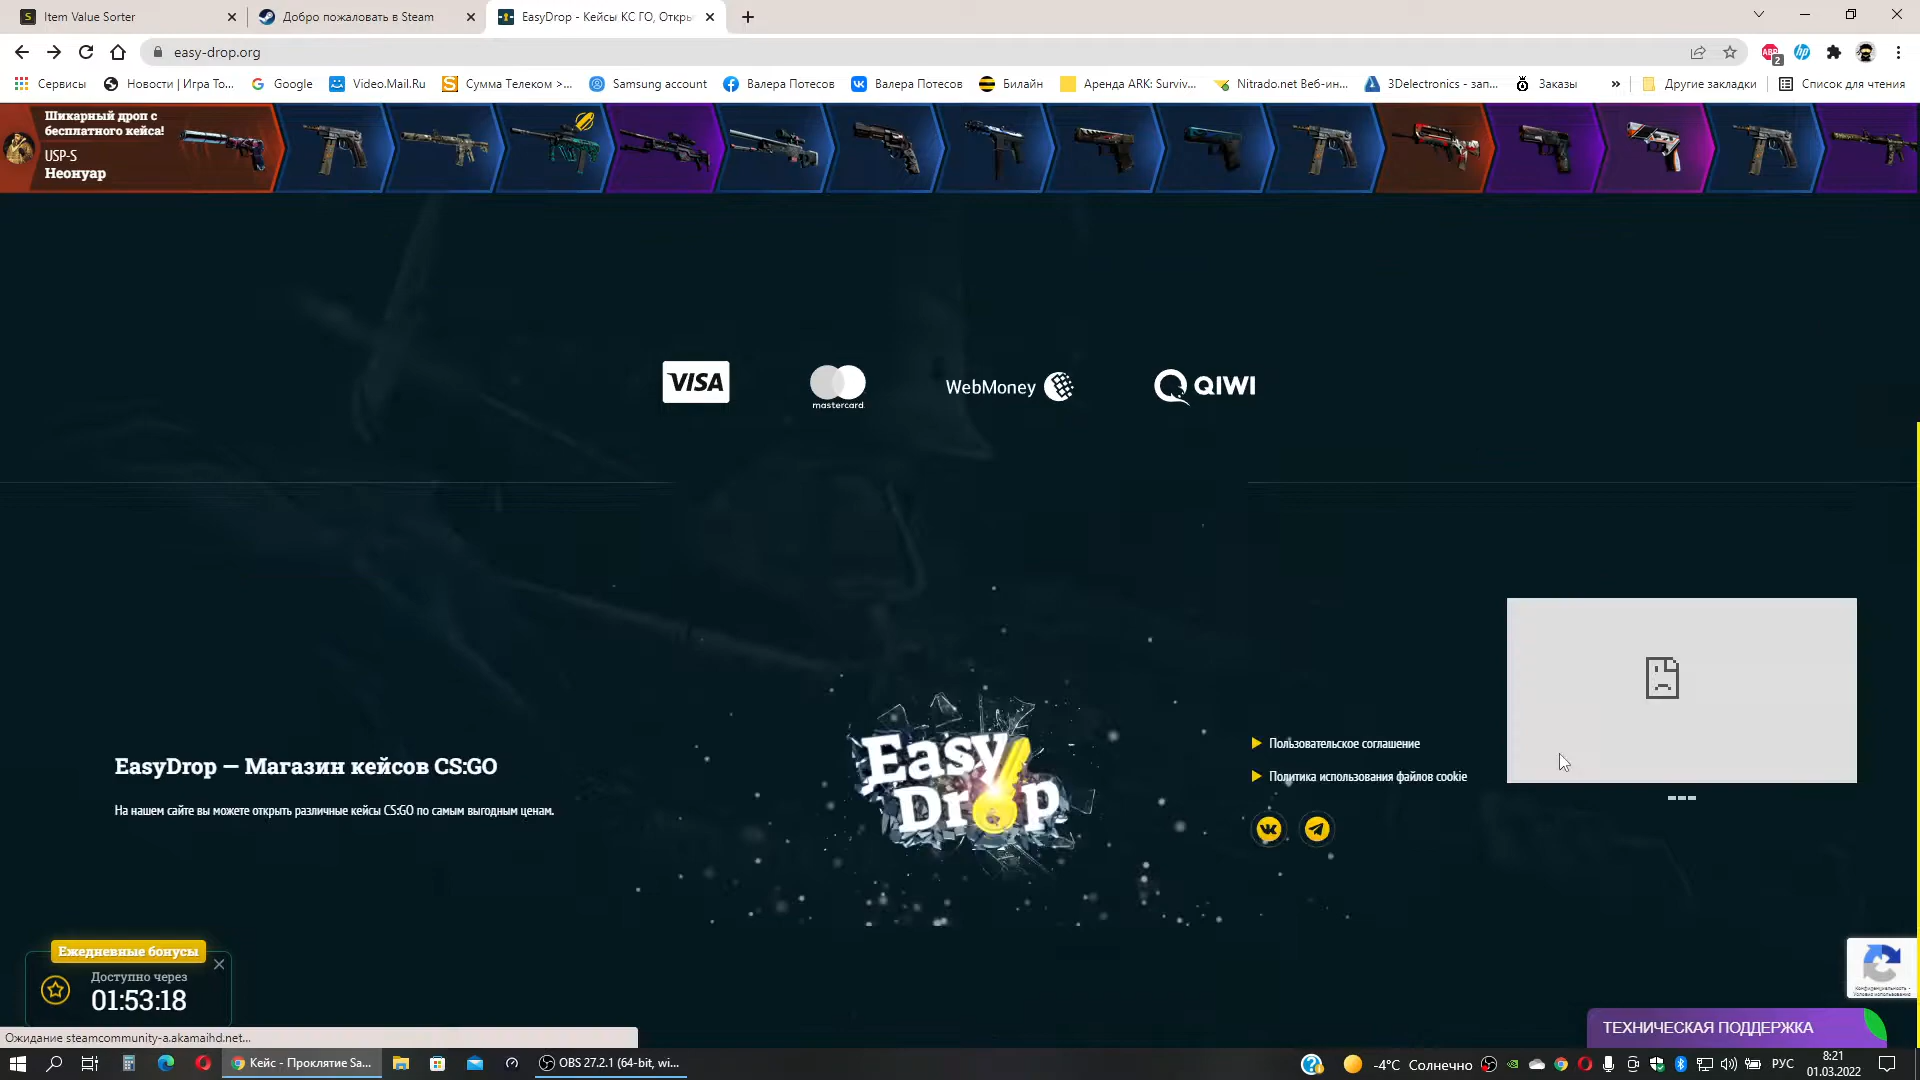 Item Value Sorter
Добро пожаловать в Steam
EasyDrop - Кейсы КС ГО, Откры
easy-drop.org
ABP
2
hp
Сервисы
Новости | Игра То...
Google
Video.Mail.Ru
Сумма Телеком >...
Samsung account
Валера Потесов
Валера Потесов
Билайн
Аренда ARK: Surviv...
Nitrado.net Веб-ин...
3Delectronics - зап...
Заказы
»
Другие закладки
Список для чтения
Шикарный дроп с
бесплатного кейса!
USP-S
Неонуар
VISA
mastercard.
WebMoney
QIWI
EasyDrop — Магазин кейсов CS:GO
На нашем сайте вы можете открыть различные кейсы CS:GO по самым выгодным ценам.
Easy
Drop
Пользовательское соглашение
Политика использования файлов cookie
Ежедневные бонусы
Доступно через
01:53:18
Конфиденциальность -
Условия использования
ТЕХНИЧЕСКАЯ ПОДДЕРЖКА
Ожидание steamcommunity-a.akamaihd.net...
Кейс - Проклятие Sa...
OBS 27.2.1 (64-bit, wi...
-4°C Солнечно
РУС
8:21
01.03.2022